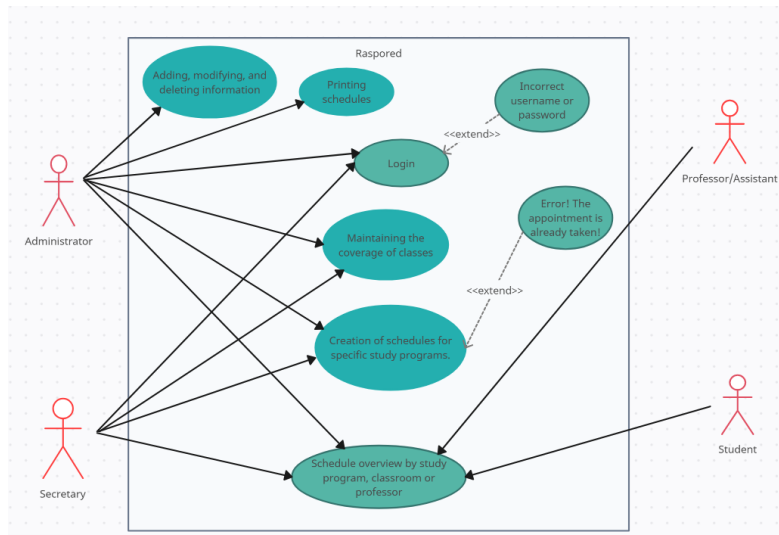 Raspored
Adding, modifying, and
deleting information
Printing
schedules
Incorrect
username or
password
<<extend>>
Login
Professor/Assistant
Administrator
Error! The
appointment is
already taken!
Maintaining the
coverage of classes
<<extend>>
Creation of schedules for
specific study programs.
Student
Schedule overview by study
program, classroom or
professor
Secretary